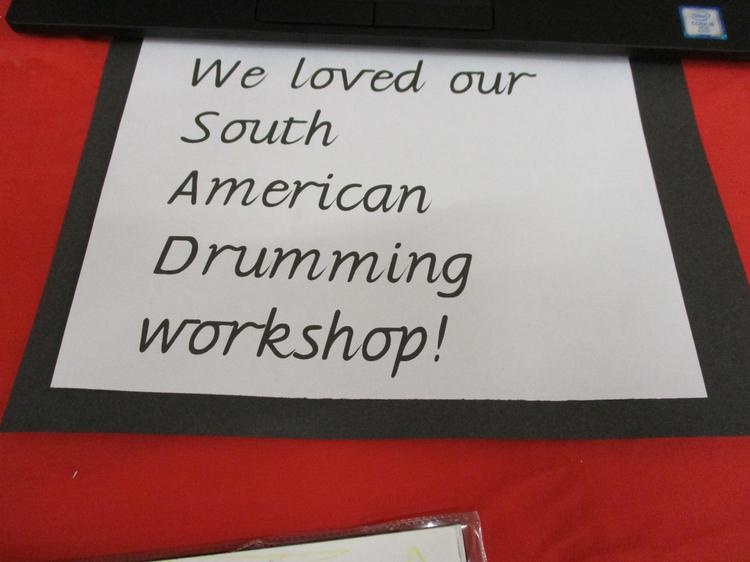 We loved our
South
American
Drumming
workshop!